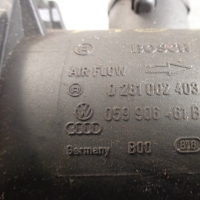 BOSCH
AIR FLOW
0 281 002 403
059 906 461 B
Germany 800